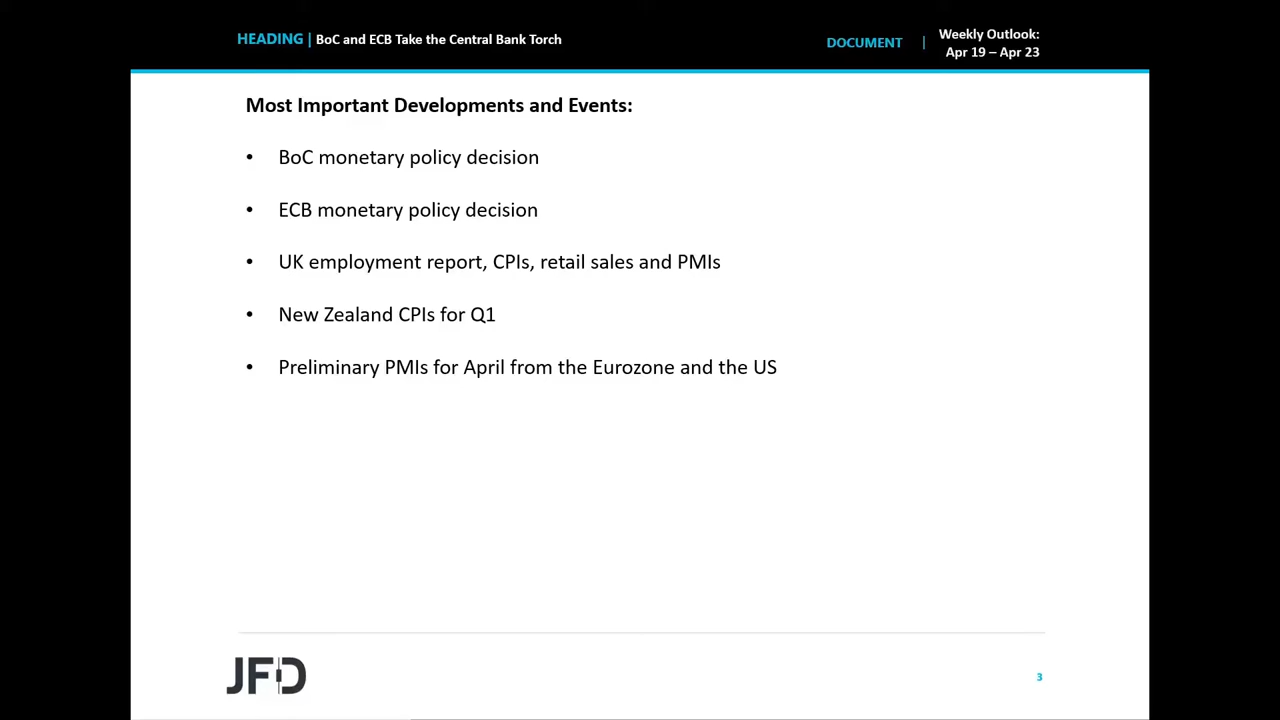 HEADING | BoC and ECB Take the Central Bank Torch
DOCUMENT |
Weekly Outlook:
Apr 19 – Apr 23
Most Important Developments and Events:
• BoC monetary policy decision
• ECB monetary policy decision
• UK employment report, CPIs, retail sales and PMIs
• New Zealand CPIs for Q1
• Preliminary PMIs for April from the Eurozone and the US
JFD
3